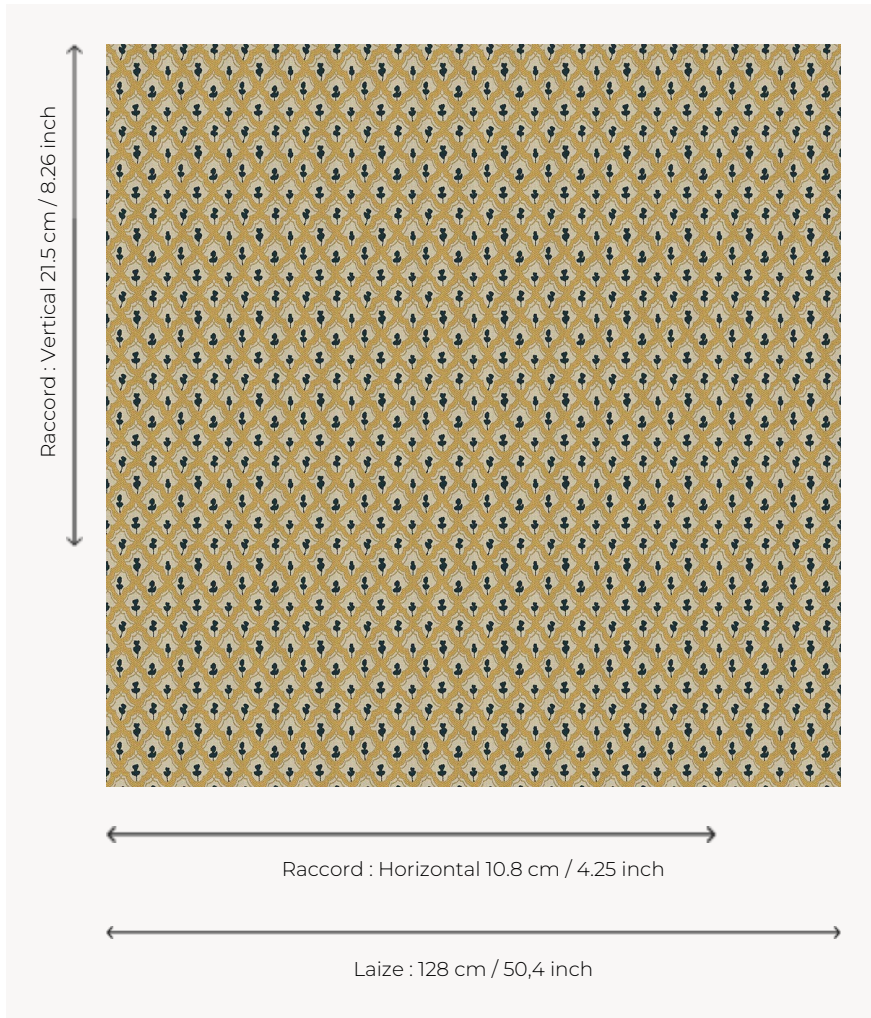 Raccord : Vertical 21.5 cm / 8.26 inch
Raccord : Horizontal 10.8 cm / 4.25 inch
Laize : 128 cm / 50,4 inch